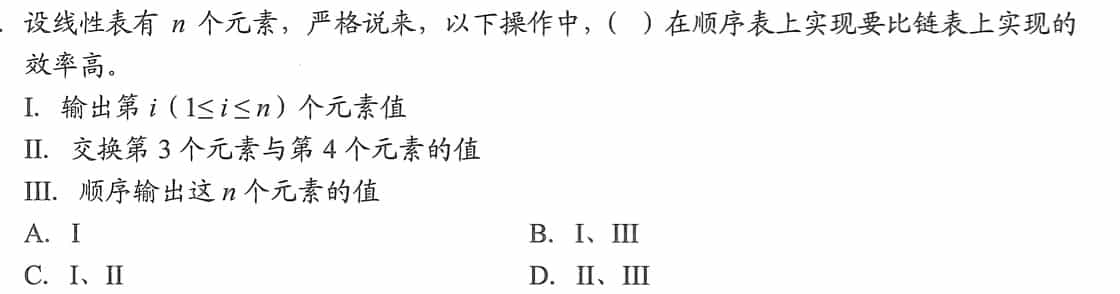 . 设线性表有 n 个元素，严格说来，以下操作中，（ ）在顺序表上实现要比链表上实现的
效率高。
I. 输出第 i（1≤i≤n）个元素值
II. 交换第 3 个元素与第 4 个元素的值
III. 顺序输出这 n 个元素的值
A. I B. I、III
C. I、II D. II、III